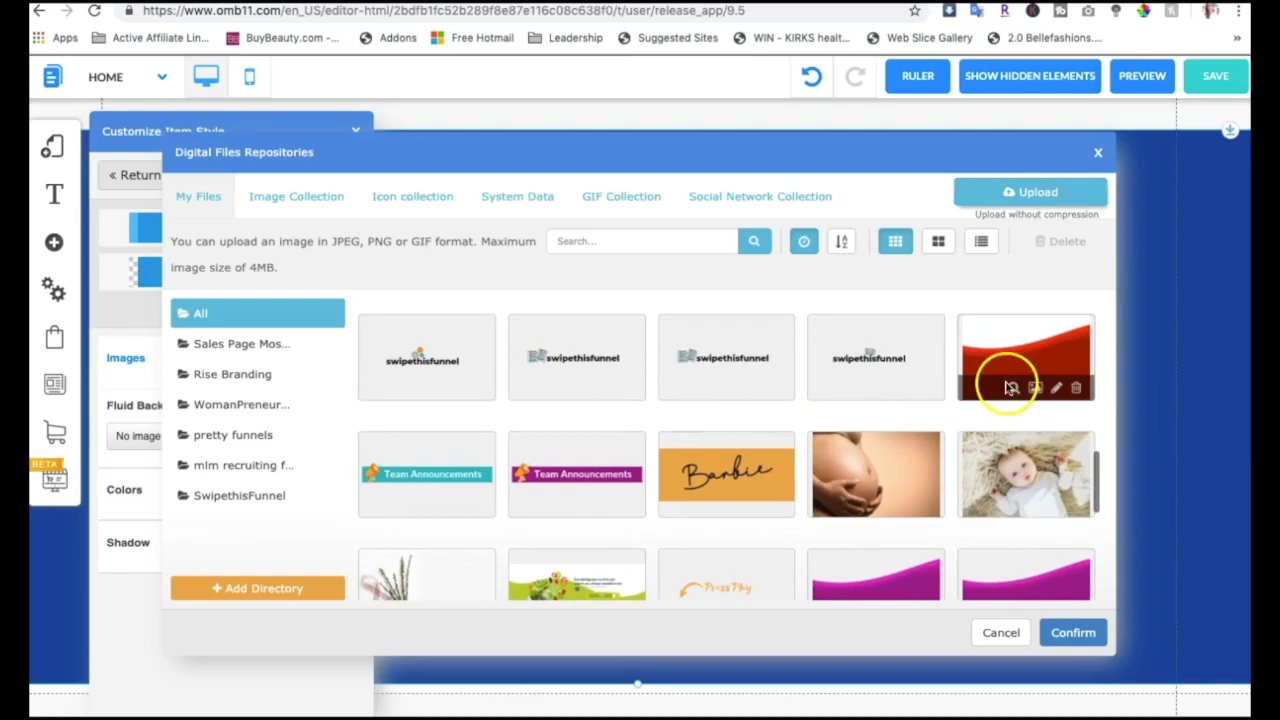 https://www.omb11.com/en_US/editor-html/2bdfb1fc52b289f8e87e116c08c638f0/t/user/release_app/9.5
Apps
Active Affiliate Lin...
BuyBeauty.com -...
Addons
Free Hotmail
Leadership
Suggested Sites
WIN - KIRKS healt...
Web Slice Gallery
2.0 Bellefashions....
»
HOME
RULER
SHOW HIDDEN ELEMENTS
PREVIEW
SAVE
Customize Item Style
Digital Files Repositories
X
« Return
My Files
Image Collection
Icon collection
System Data
GIF Collection
Social Network Collection
Upload
Upload without compression
You can upload an image in JPEG, PNG or GIF format. Maximum
image size of 4MB.
Search...
Delete
All
Sales Page Mos...
Rise Branding
WomanPreneur...
pretty funnels
mlm recruiting f...
SwipethisFunnel
+ Add Directory
swipethisfunnel
swipethisfunnel
swipethisfunnel
swipethisfunnel
Team Announcements
Team Announcements
Barbie
Press Play
Images
Fluid Back
No image
Colors
Shadow
BETA
Cancel
Confirm